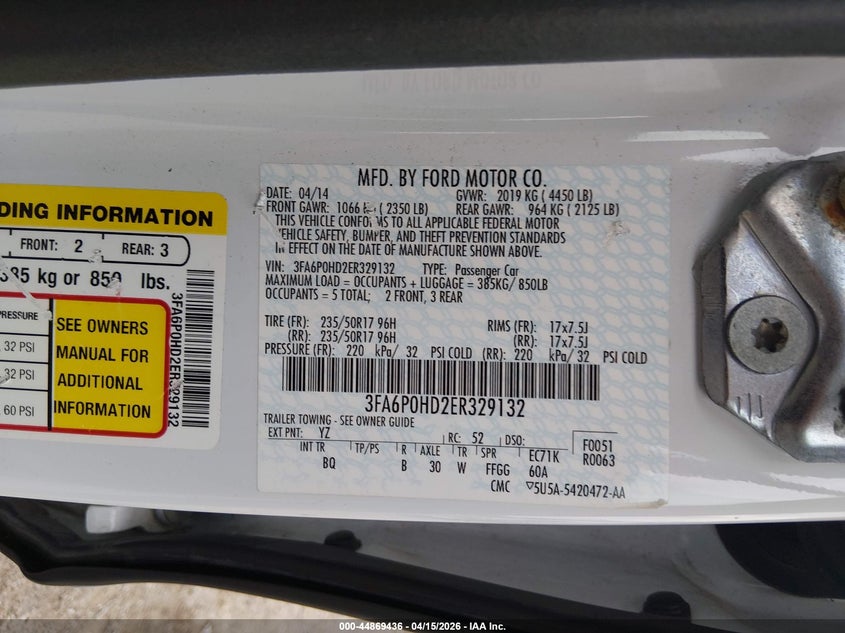 MFD. BY FORD MOTOR CO.
DATE: 04/14 GVWR: 2019 KG ( 4450 LB)
FRONT GAWR: 1066 KG ( 2350 LB) REAR GAWR: 964 KG ( 2125 LB)
THIS VEHICLE CONFORMS TO ALL APPLICABLE FEDERAL MOTOR
VEHICLE SAFETY, BUMPER, AND THEFT PREVENTION STANDARDS
IN EFFECT ON THE DATE OF MANUFACTURE SHOWN ABOVE.
VIN: 3FA6P0HD2ER329132 TYPE: Passenger Car
MAXIMUM LOAD = OCCUPANTS + LUGGAGE = 385KG/ 850LB
OCCUPANTS = 5 TOTAL; 2 FRONT, 3 REAR
TIRE (FR): 235/50R17 96H RIMS (FR): 17x7.5J
(RR): 235/50R17 96H (RR): 17x7.5J
PRESSURE (FR): 220 kPa/ 32 PSI COLD (RR): 220 kPa/ 32 PSI COLD
3FA6P0HD2ER329132
TRAILER TOWING - SEE OWNER GUIDE
EXT PNT: YZ RC: 52 DSO: F0051
INT TR TP/PS R AXLE TR SPR EC71K R0063
BQ B 30 W FFGG 60A
CMC ▽5U5A-5420472-AA
DING INFORMATION
FRONT: 2 REAR: 3
385 kg or 850 lbs.
PRESSURE
32 PSI
32 PSI
60 PSI
SEE OWNERS
MANUAL FOR
ADDITIONAL
INFORMATION
3FA6P0HD2ER329132
000-44869436 - 04/15/2026 - IAA Inc.